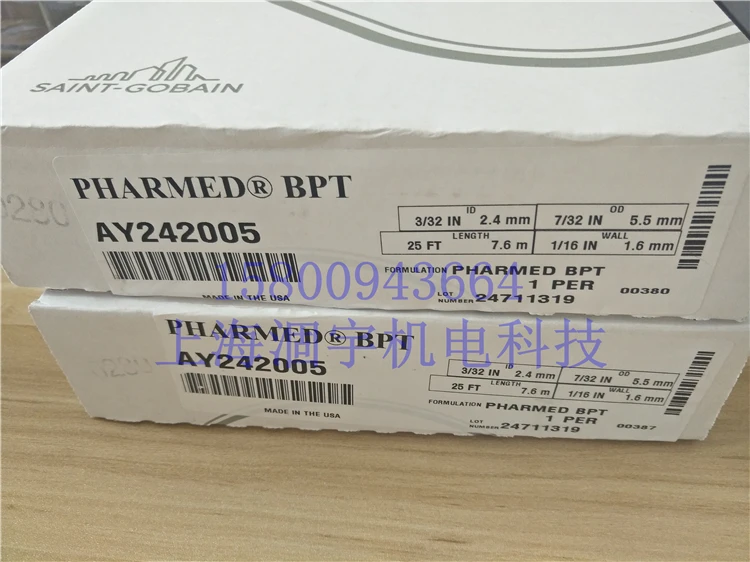 SAINT-GOBAIN
PHARMED® BPT
AY242005
ID
OD
3/32 IN 2.4 mm
7/32 IN 5.5 mm
LENGTH
WALL
25 FT 7.6 m
1/16 IN 1.6 mm
FORMULATION PHARMED BPT
1 PER
LOT NUMBER 24711319
00380
MADE IN THE USA
15800943664
上海涧宇机电科技
PHARMED® BPT
AY242005
ID
OD
3/32 IN 2.4 mm
7/32 IN 5.5 mm
LENGTH
WALL
25 FT 7.6 m
1/16 IN 1.6 mm
FORMULATION PHARMED BPT
1 PER
LOT NUMBER 24711319
00387
MADE IN THE USA